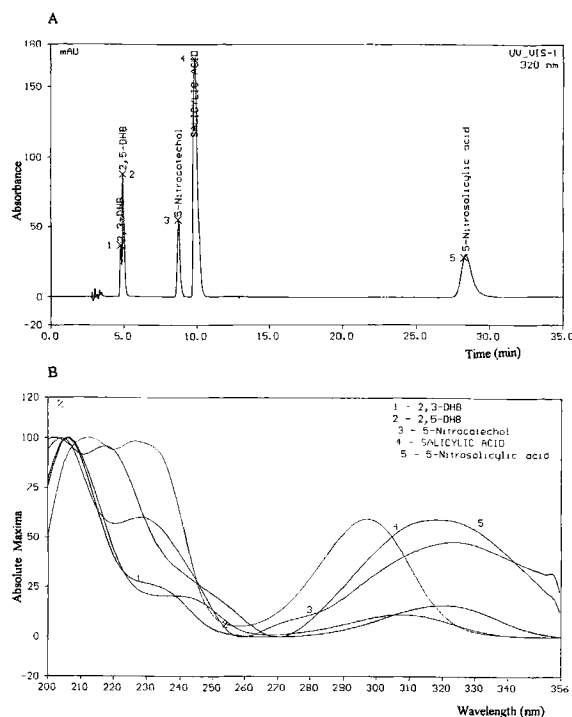 A
180
mAU
UV_VIS-1
320 nm
150
100
50
0
-20
Absorbance
1
2,3-DHB
2,5-DHB
2
3
5-Nitrocatechol
4
SALICYLIC ACID
5
5-Nitrosalicylic acid
0.0 5.0 10.0 15.0 20.0 25.0 30.0 35.0
Time (min)
B
120
%
100
75
50
25
0
-20
Absolute Maxima
1 - 2,3-DHB
2 - 2,5-DHB
3 - 5-Nitrocatechol
4 - SALICYLIC ACID
5 - 5-Nitrosalicylic acid
1
2
3
4
5
200 210 220 230 240 250 260 270 280 290 300 310 320 330 340 356
Wavelength (nm)